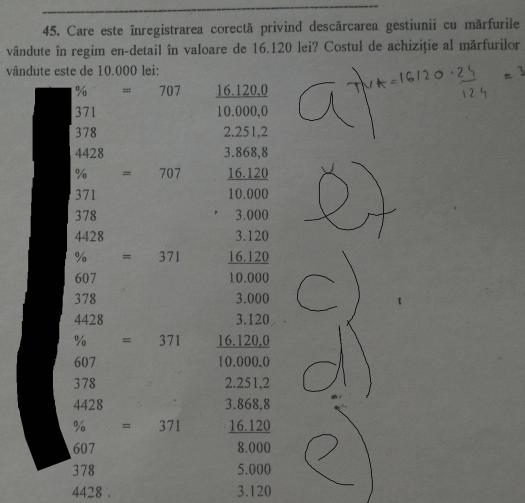 45. Care este înregistrarea corectă privind descărcarea gestiunii cu mărfurile
vândute în regim en-detail în valoare de 16.120 lei? Costul de achiziție al mărfurilor
vândute este de 10.000 lei:
TVA = 16120 · 24/124 = 3
% = 707 16.120,0
371 10.000,0
378 2.251,2
4428 3.868,8
a)
% = 707 16.120
371 10.000
378 3.000
4428 3.120
% = 371 16.120
607 10.000
378 3.000
4428 3.120
c)
% = 371 16.120,0
607 10.000,0
378 2.251,2
4428 3.868,8
d)
% = 371 16.120
607 8.000
378 5.000
4428 3.120
e)